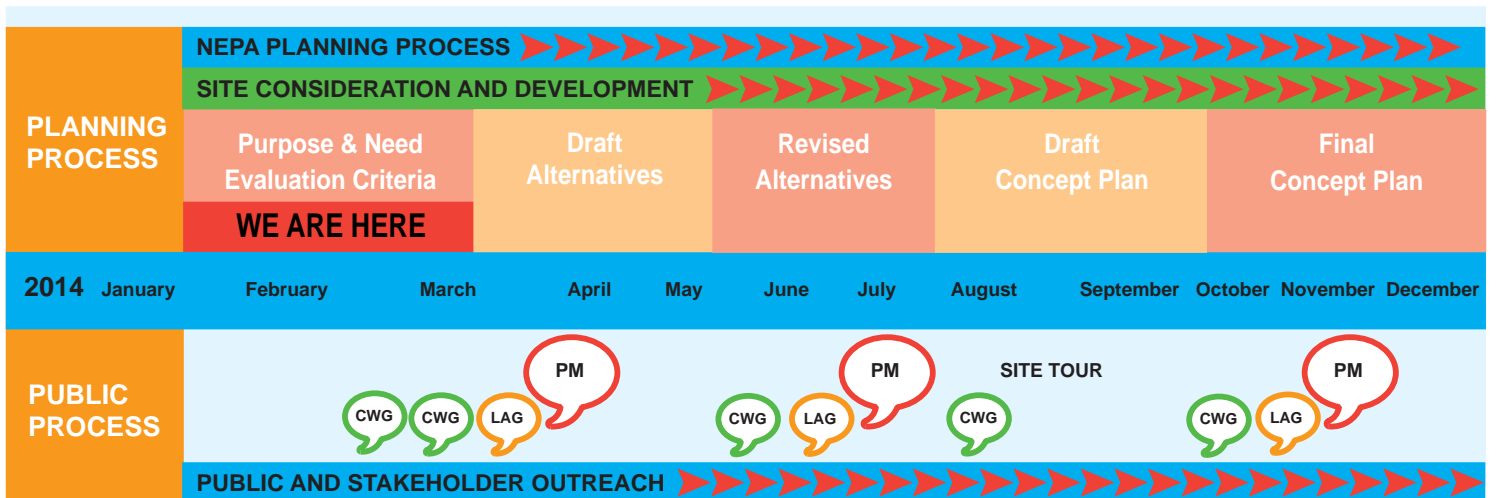 NEPA PLANNING PROCESS
SITE CONSIDERATION AND DEVELOPMENT
PLANNING
PROCESS
Purpose & Need
Evaluation Criteria
WE ARE HERE
Draft
Alternatives
Revised
Alternatives
Draft
Concept Plan
Final
Concept Plan
2014 January February March April May June July August September October November December
PUBLIC
PROCESS
CWG
CWG
LAG
PM
CWG
LAG
PM
CWG
SITE TOUR
CWG
LAG
PM
PUBLIC AND STAKEHOLDER OUTREACH